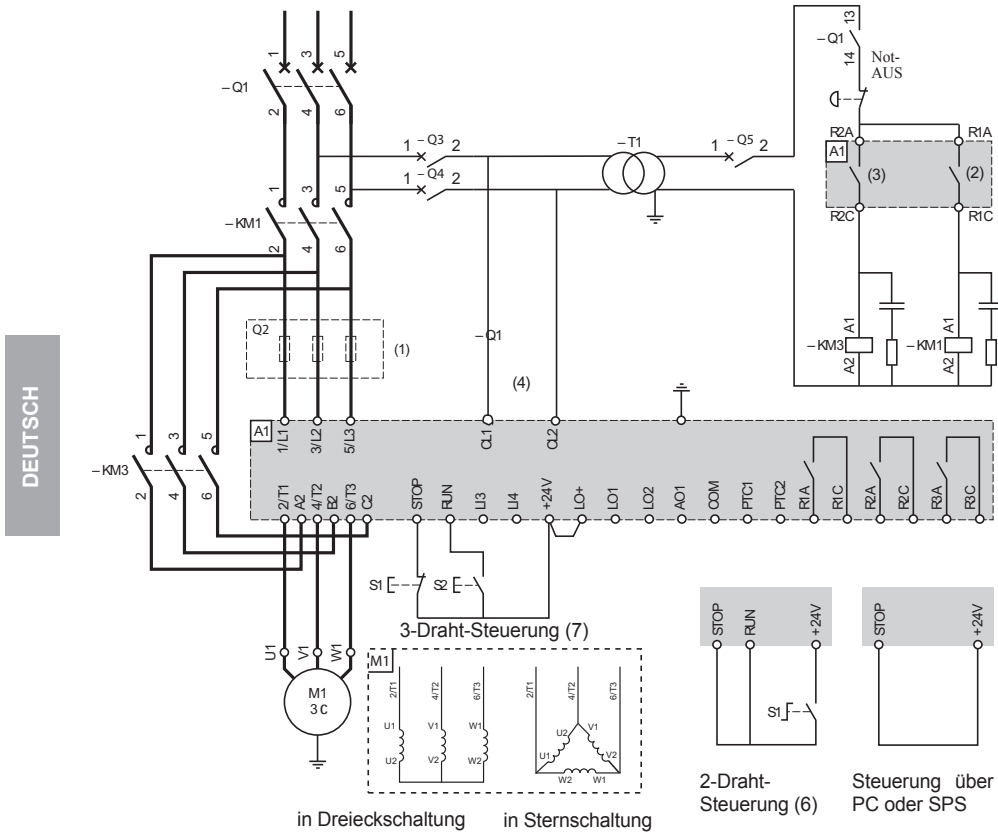 DEUTSCH
1 3 5
–Q1
2 4 6
1 –Q3 2
1 –Q4 2
–T1
1 –Q5 2
13
–Q1
14
Not-
AUS
R2A R1A
A1
(3) (2)
R2C R1C
1 3 5
–KM1
2 4 6
Q2
(1)
–Q1
(4)
A1 A1
–KM3 –KM1
A2 A2
1 3 5
–KM3
2 4 6
A1
1/L1 3/L2 5/L3 CL1 CL2
2/T1 A2 4/T2 B2 6/T3 C2 STOP RUN LI3 LI4 +24V LO+ LO1 LO2 AO1 COM PTC1 PTC2 R1A R1C R2A R2C R3A R3C
S1 S2
3-Draht-Steuerung (7)
U1 V1 W1
M1
3 C
M1
2/T1 4/T2 6/T3 2/T1 4/T2 6/T3
U1 V1 W1
U2 V2 W2
U2 V1
U1 V2
W2 W1
in Dreieckschaltung in Sternschaltung
STOP RUN +24V
S1
2-Draht-
Steuerung (6)
STOP +24V
Steuerung über
PC oder SPS